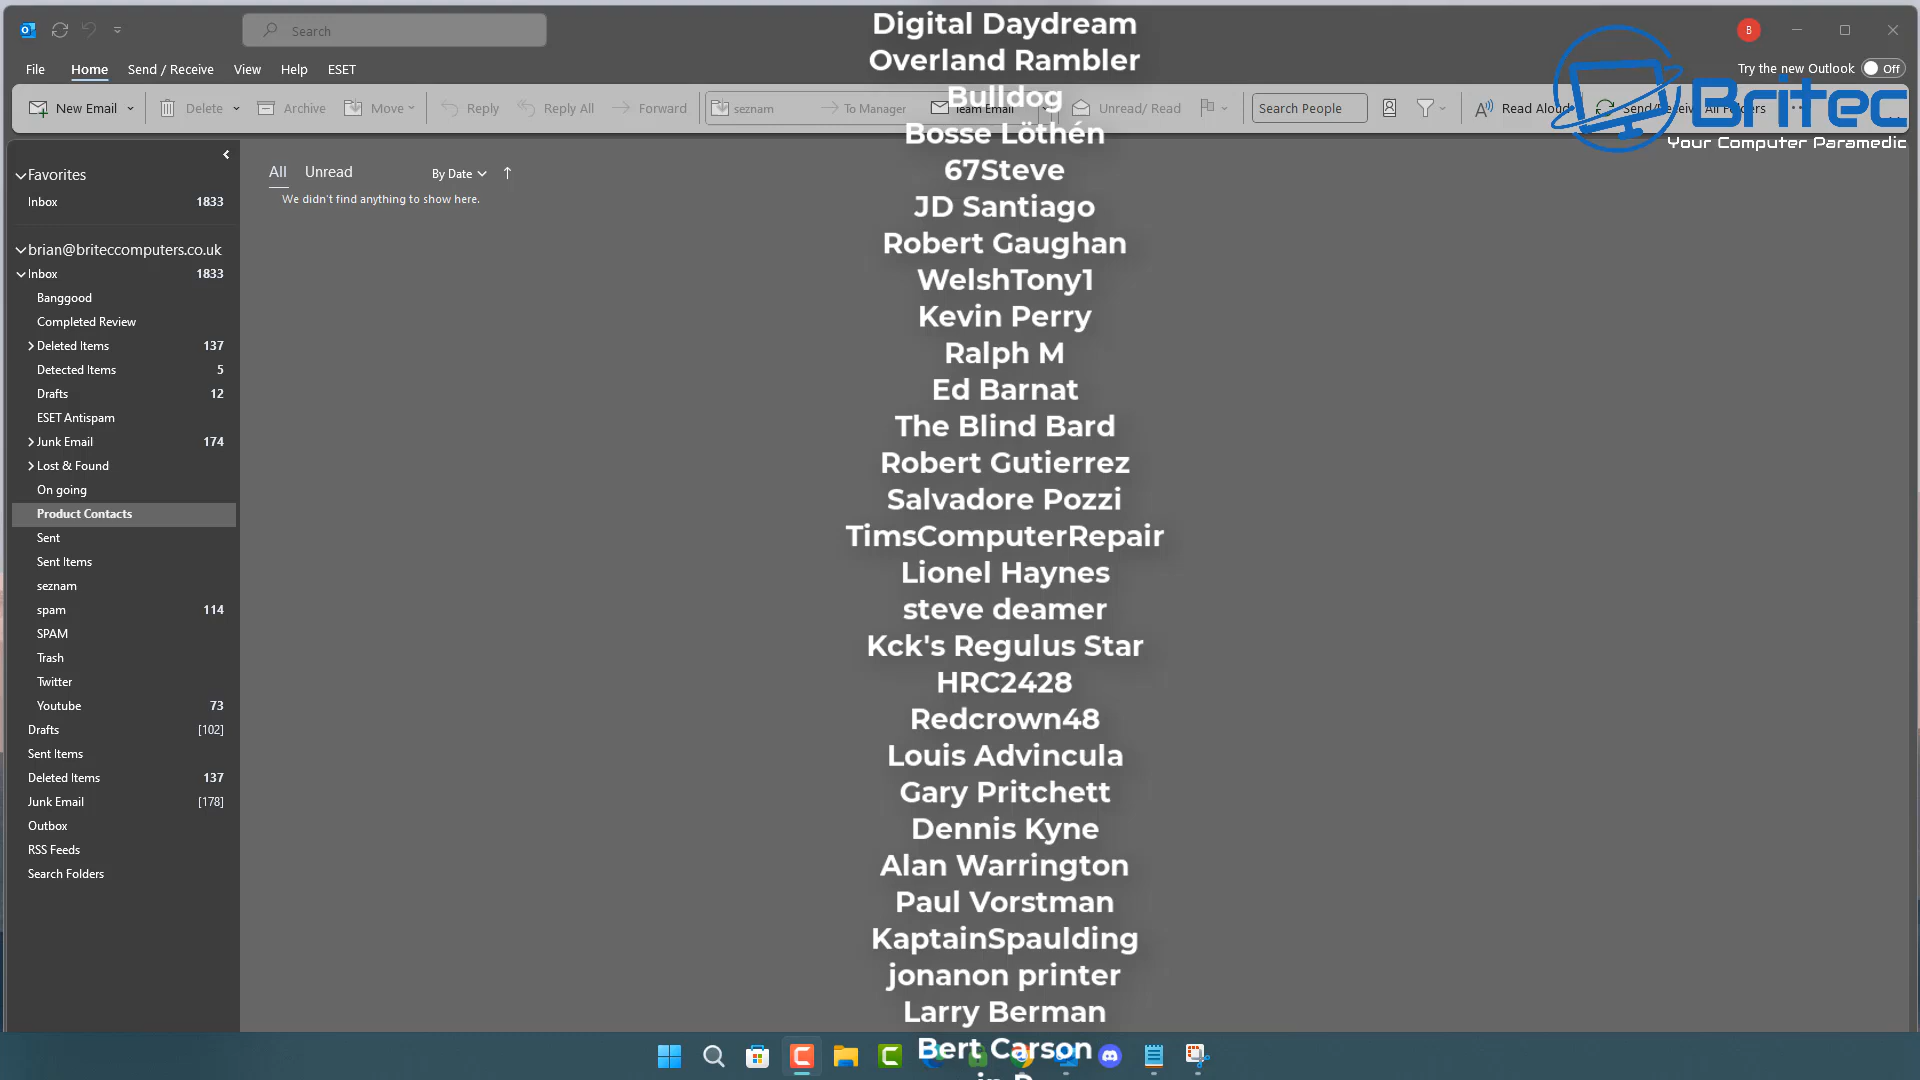 Search
B
File Home Send / Receive View Help ESET
Try the new Outlook Off
New Email Delete Archive Move Reply Reply All Forward seznam To Manager Team Email Unread/ Read Search People Read Aloud Send/Receive All Folders
Britec
Your Computer Paramedic
Favorites
Inbox 1833
brian@briteccomputers.co.uk
Inbox 1833
Banggood
Completed Review
Deleted Items 137
Detected Items 5
Drafts 12
ESET Antispam
Junk Email 174
Lost & Found
On going
Product Contacts
Sent
Sent Items
seznam
spam 114
SPAM
Trash
Twitter
Youtube 73
Drafts [102]
Sent Items
Deleted Items 137
Junk Email [178]
Outbox
RSS Feeds
Search Folders
All Unread By Date
We didn't find anything to show here.
Digital Daydream
Overland Rambler
Bulldog
Bosse Löthén
67Steve
JD Santiago
Robert Gaughan
WelshTony1
Kevin Perry
Ralph M
Ed Barnat
The Blind Bard
Robert Gutierrez
Salvadore Pozzi
TimsComputerRepair
Lionel Haynes
steve deamer
Kck's Regulus Star
HRC2428
Redcrown48
Louis Advincula
Gary Pritchett
Dennis Kyne
Alan Warrington
Paul Vorstman
KaptainSpaulding
jonanon printer
Larry Berman
Bert Carson